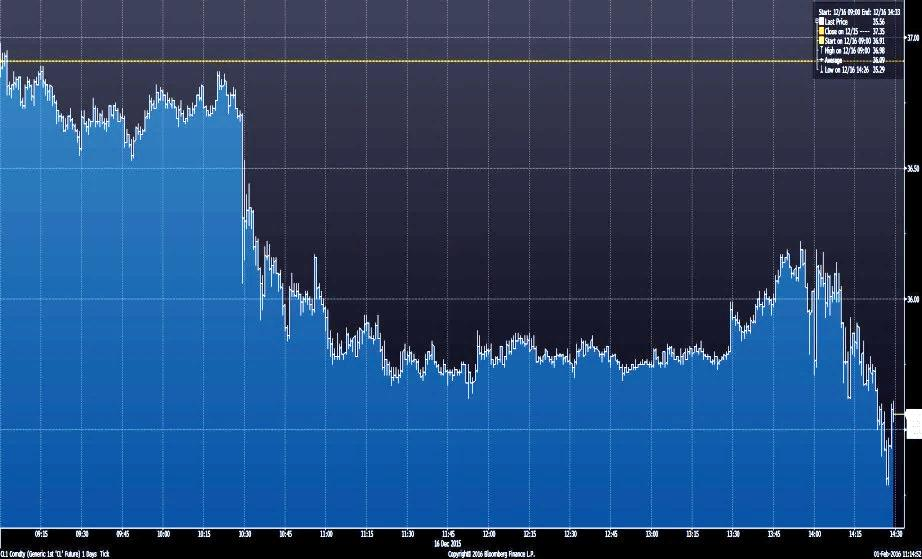 Start: 12/16 09:00 End: 12/16 14:33
Last Price 35.56
Close on 12/15 ---- 37.35
Start on 12/16 09:00 36.91
High on 12/16 09:00 36.98
Average 36.09
Low on 12/16 14:26 35.29
37.00
36.50
36.00
09:15 09:30 09:45 10:00 10:15 10:30 10:45 11:00 11:15 11:30 11:45 12:00 12:15 12:30 12:45 13:00 13:15 13:30 13:45 14:00 14:15 14:30
16 Dec 2015
CL1 Comdty (Generic 1st 'CL' Future) 1 Days Tick Copyright© 2016 Bloomberg Finance L.P. 01-Feb-2016 11:14:52